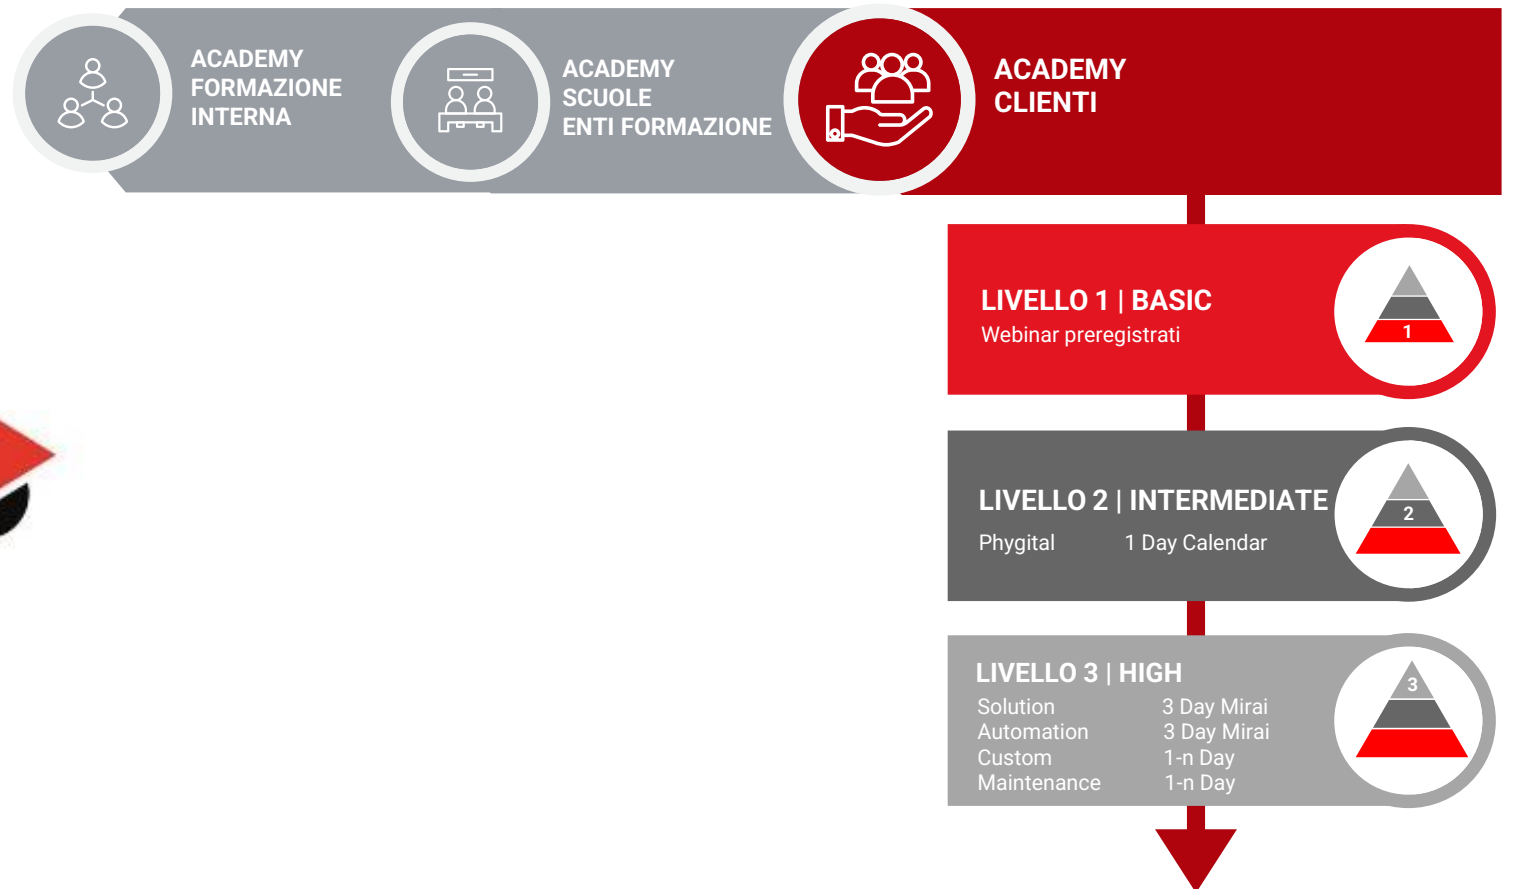 ACADEMY
FORMAZIONE
INTERNA
ACADEMY
SCUOLE
ENTI FORMAZIONE
ACADEMY
CLIENTI
LIVELLO 1 | BASIC
Webinar preregistrati
1
LIVELLO 2 | INTERMEDIATE
Phygital 1 Day Calendar
2
LIVELLO 3 | HIGH
Solution 3 Day Mirai
Automation 3 Day Mirai
Custom 1-n Day
Maintenance 1-n Day
3